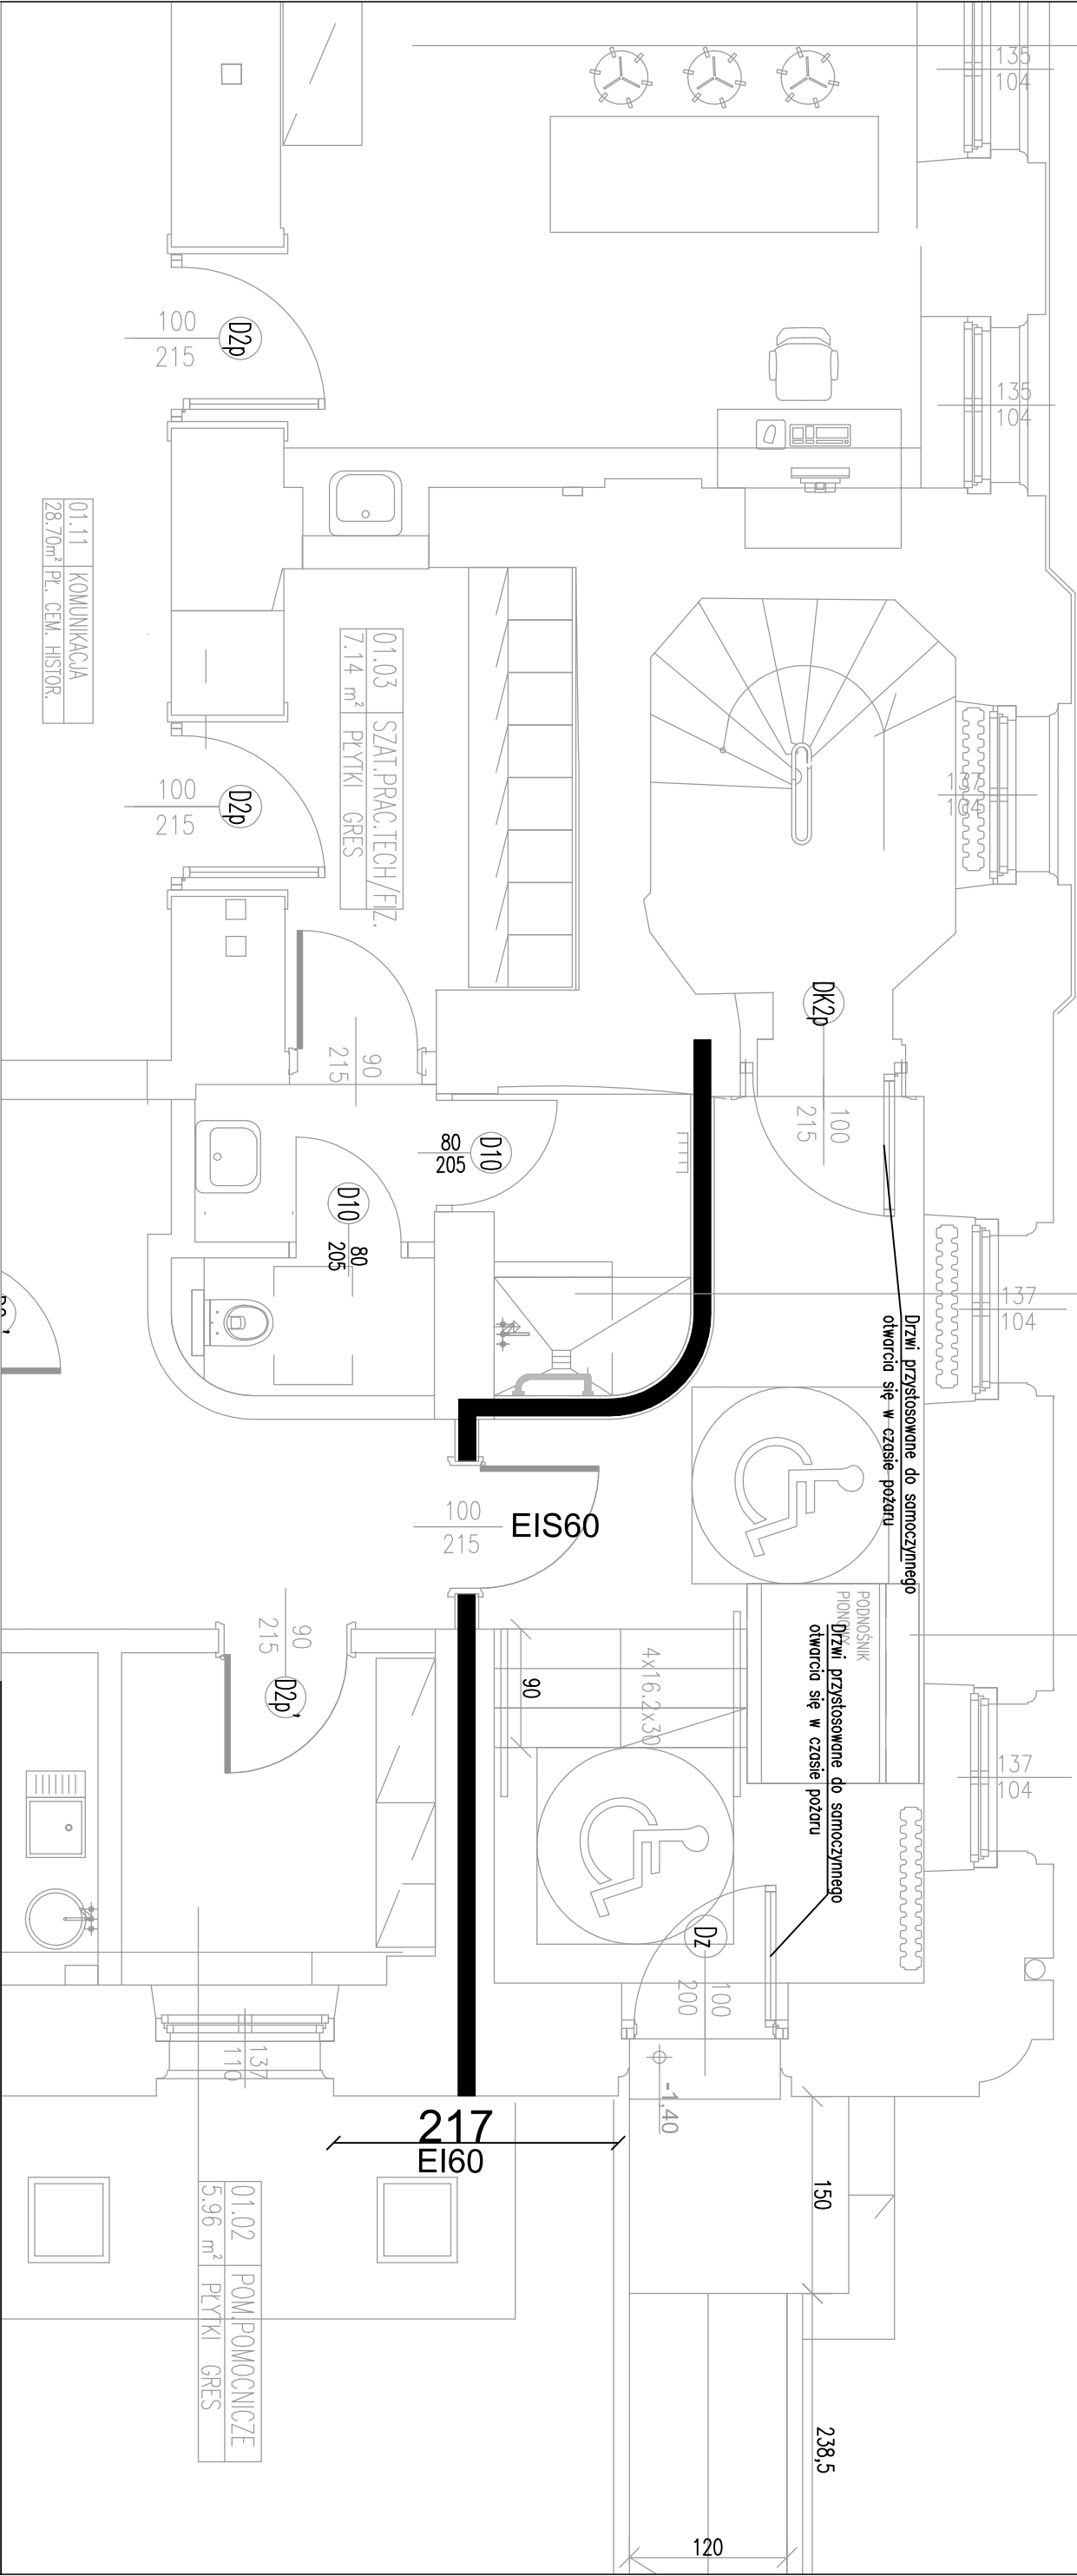 135
104
135
104
D2p
100
215
01.11 KOMUNIKACJA
28.70m² PŁ. CEM. HISTOR.
01.03 SZAT.PRAC.TECH/FIZ.
7.14 m² PŁYTKI GRES
137
104
D2p
100
215
DK2p
100
215
90
215
D10
80
205
D10
80
205
137
104
Drzwi przystosowane do samoczynnego
otwarcia się w czasie pożaru
100
215
EIS60
PODNOŚNIK
PIONOWY
Drzwi przystosowane do samoczynnego
otwarcia się w czasie pożaru
90
215
D2p'
90
4x16.2x30
137
104
Dz
100
200
137
110
-1,40
217
EI60
150
01.02 POM.POMOCNICZE
5.96 m² PŁYTKI GRES
238,5
120